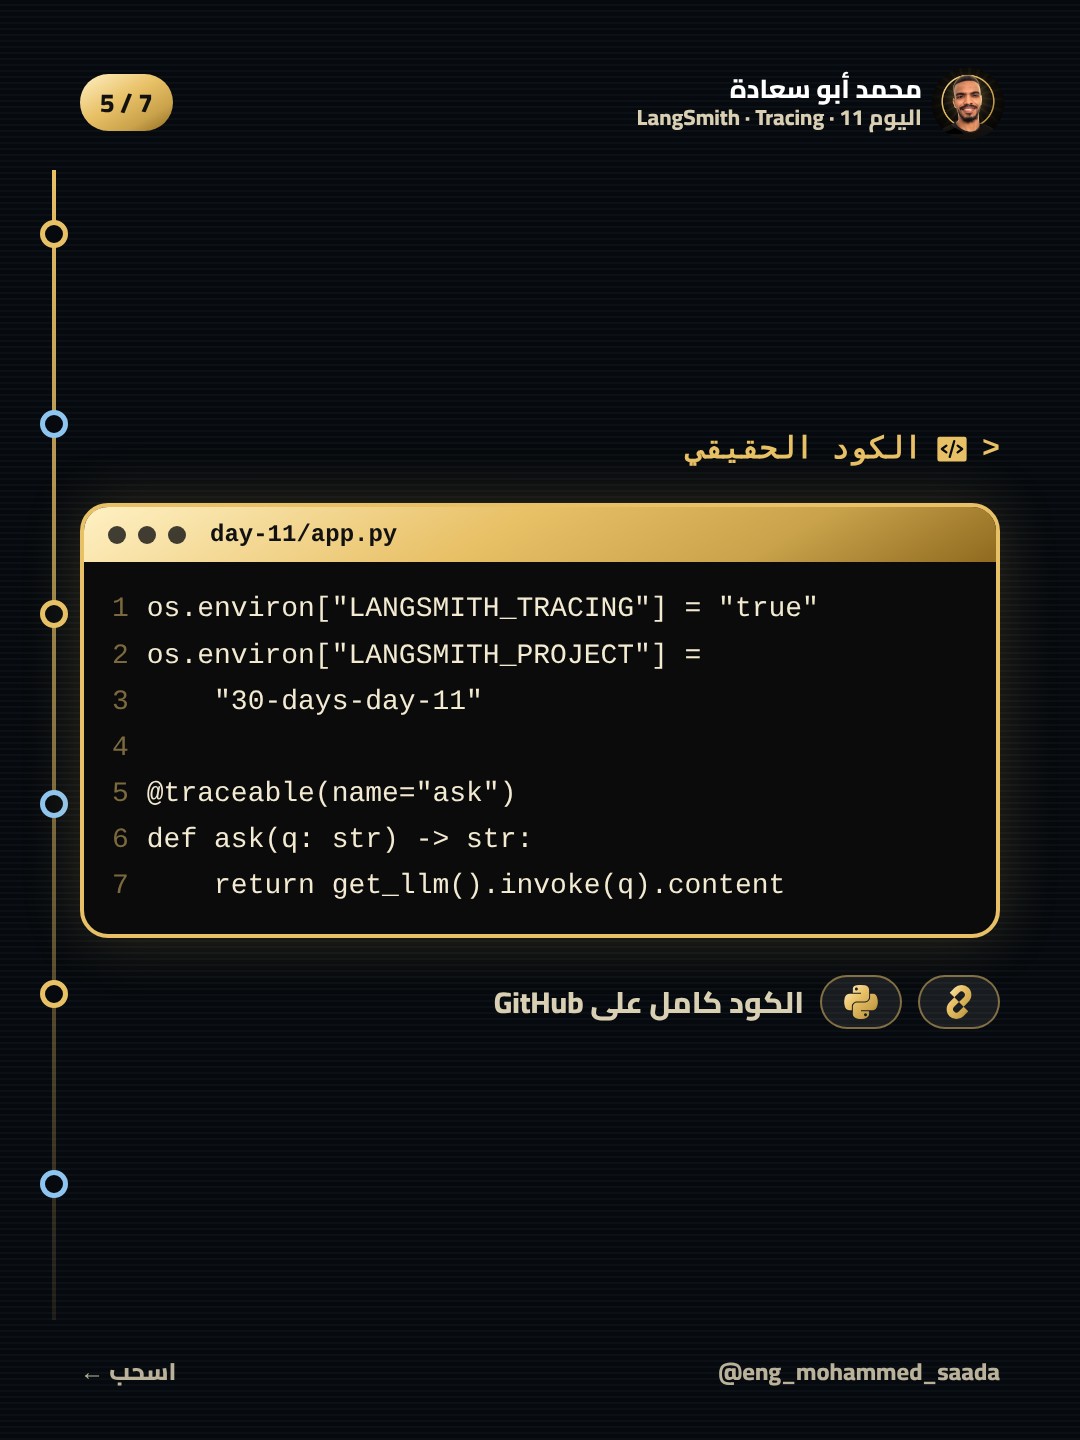 محمد أبو سعادة
اليوم 11 · LangSmith · Tracing
5 / 7
> الكود الحقيقي
day-11/app.py
1 os.environ["LANGSMITH_TRACING"] = "true"
2 os.environ["LANGSMITH_PROJECT"] =
3     "30-days-day-11"
4
5 @traceable(name="ask")
6 def ask(q: str) -> str:
7     return get_llm().invoke(q).content
الكود كامل على GitHub
@eng_mohammed_saada
اسحب ←